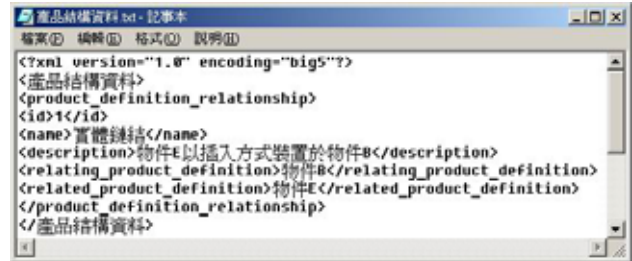 產品結構資料.txt - 記事本
檔案(F) 編輯(E) 格式(O) 說明(H)
<?xml version="1.0" encoding="big5"?>
<產品結構資料>
<product_definition_relationship>
<id>1</id>
<name>實體鏈結</name>
<description>物件E以插入方式裝置於物件B</description>
<relating_product_definition>物件B</relating_product_definition>
<related_product_definition>物件E</related_product_definition>
</product_definition_relationship>
</產品結構資料>